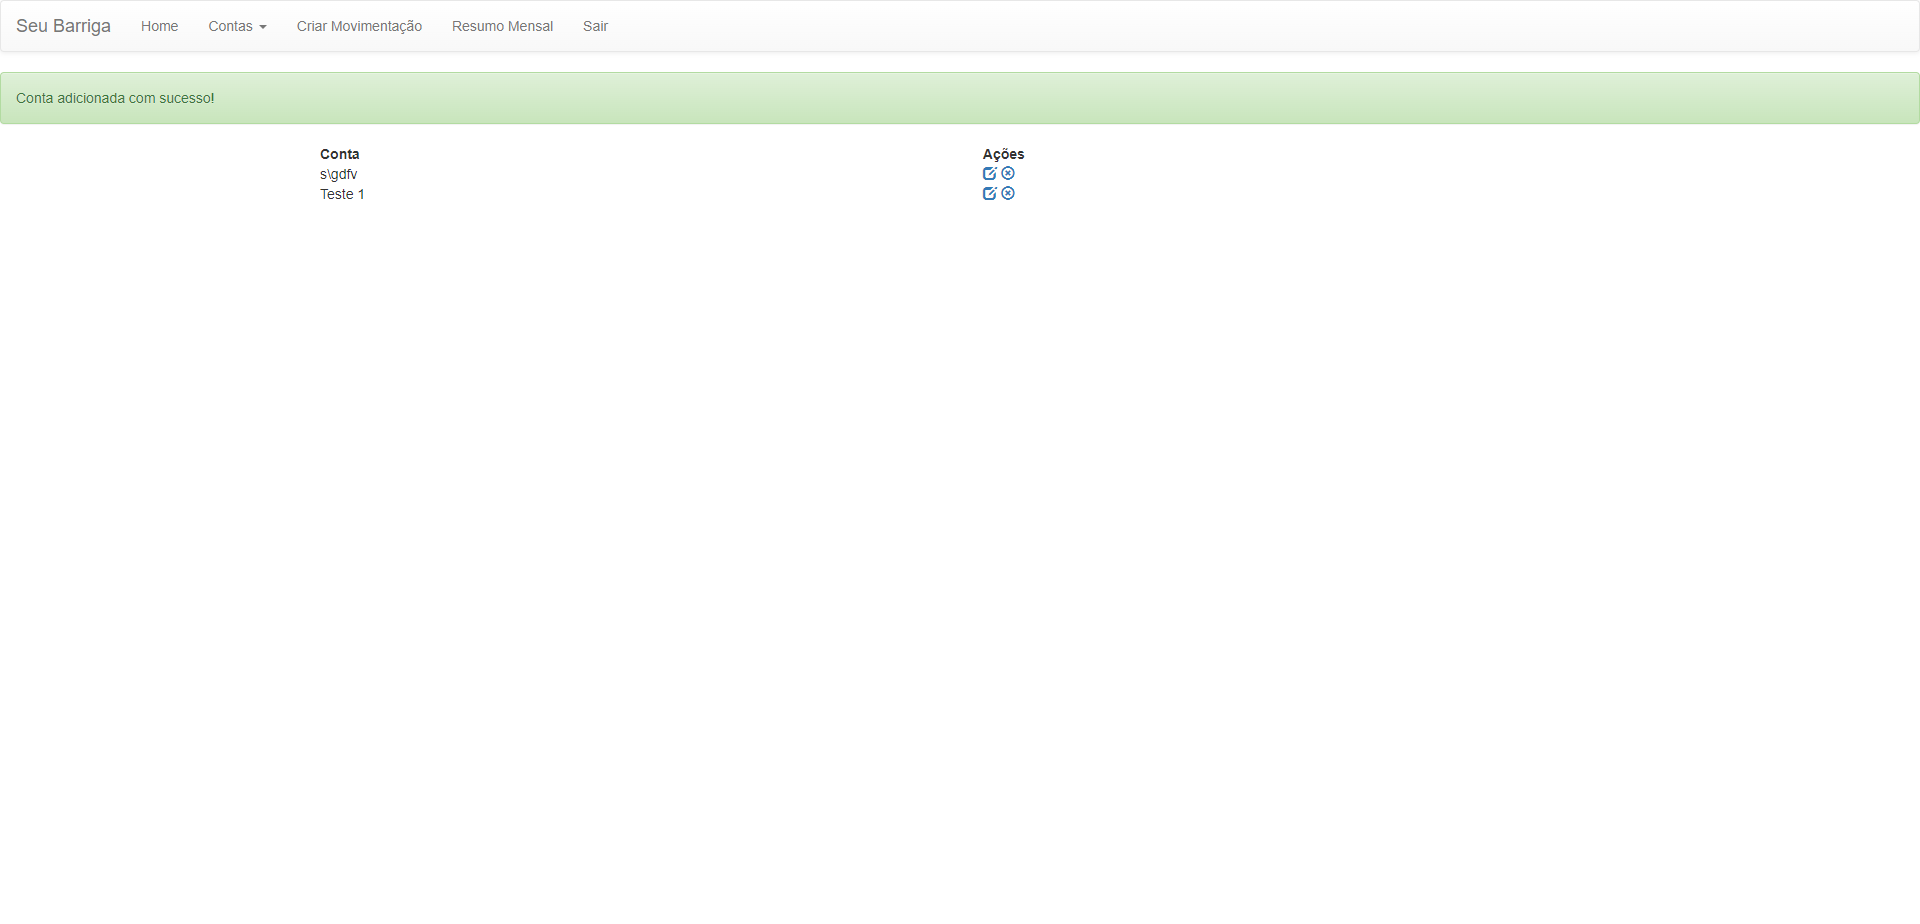 Seu Barriga Home Contas Criar Movimentação Resumo Mensal Sair
Conta adicionada com sucesso!
Conta Ações
s\gdfv
Teste 1